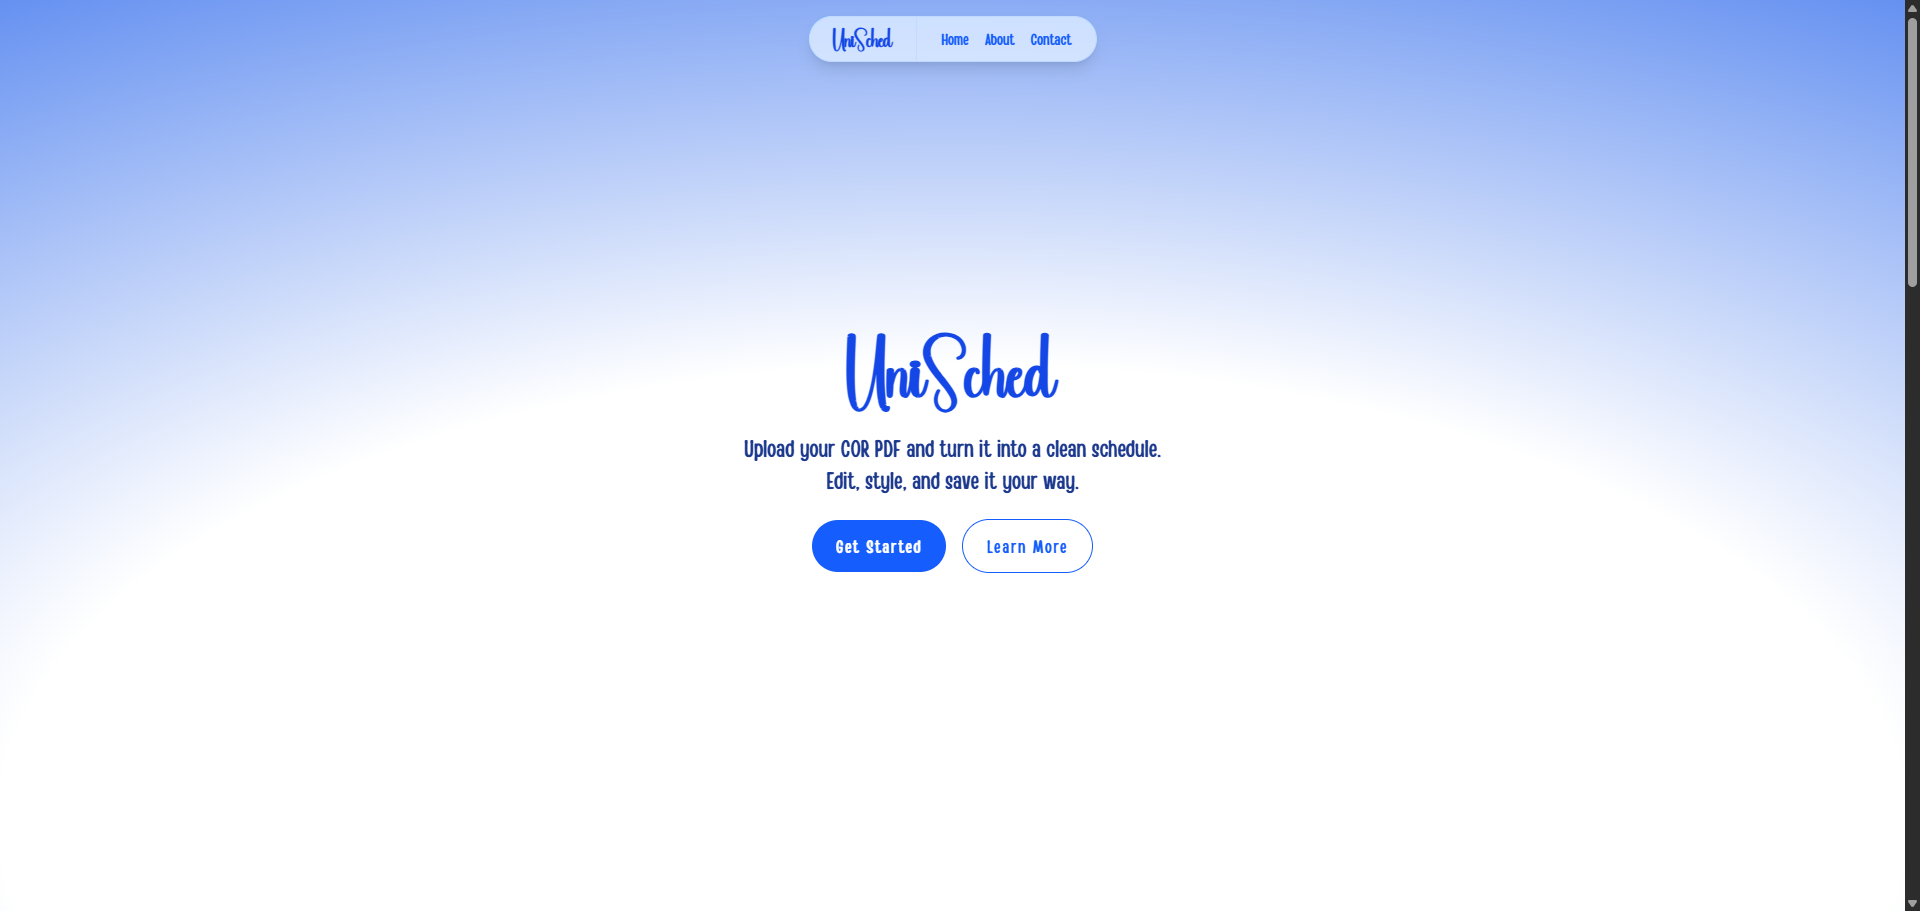 UniSched
Home About Contact
UniSched
Upload your COR PDF and turn it into a clean schedule.
Edit, style, and save it your way.
Get Started
Learn More